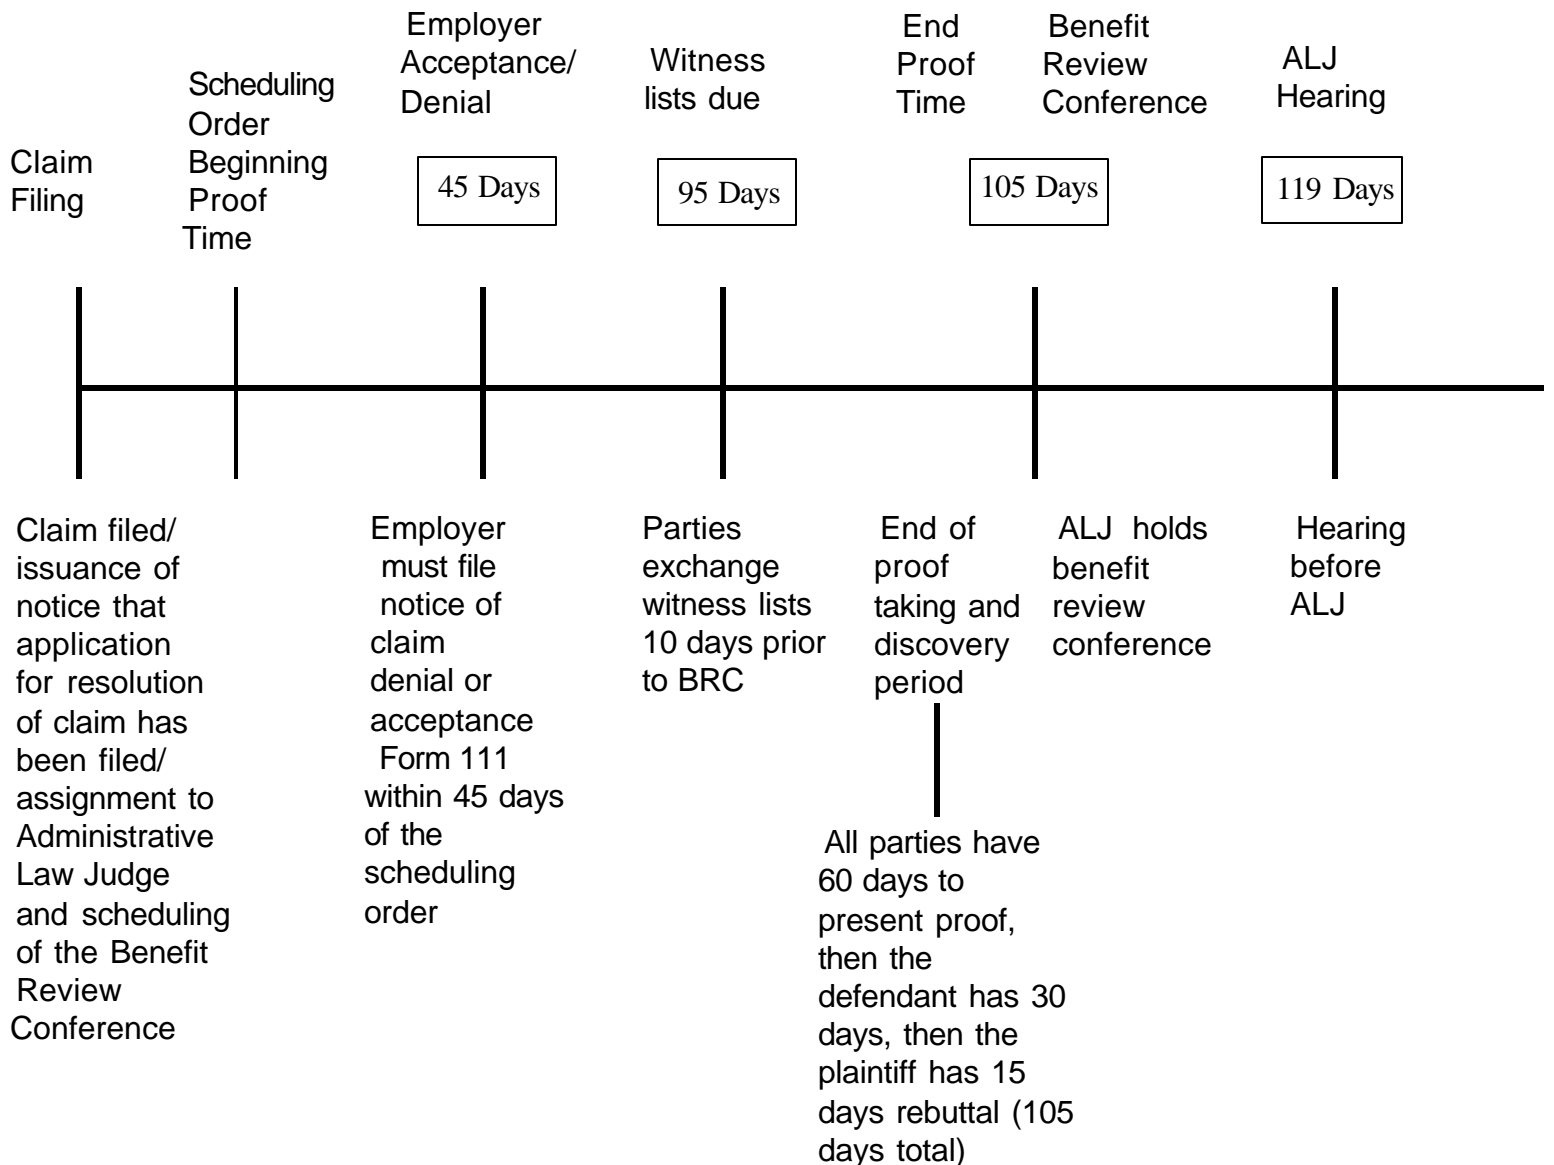 Claim
Filing
Scheduling
Order
Beginning
Proof
Time
Employer
Acceptance/
Denial
45 Days
Witness
lists due
95 Days
End
Proof
Time
Benefit
Review
Conference
105 Days
ALJ
Hearing
119 Days
Claim filed/
issuance of
notice that
application
for resolution
of claim has
been filed/
assignment to
Administrative
Law Judge
and scheduling
of the Benefit
Review
Conference
Employer
must file
notice of
claim
denial or
acceptance
Form 111
within 45 days
of the
scheduling
order
Parties
exchange
witness lists
10 days prior
to BRC
End of
proof
taking and
discovery
period
All parties have
60 days to
present proof,
then the
defendant has 30
days, then the
plaintiff has 15
days rebuttal (105
days total)
ALJ holds
benefit
review
conference
Hearing
before
ALJ